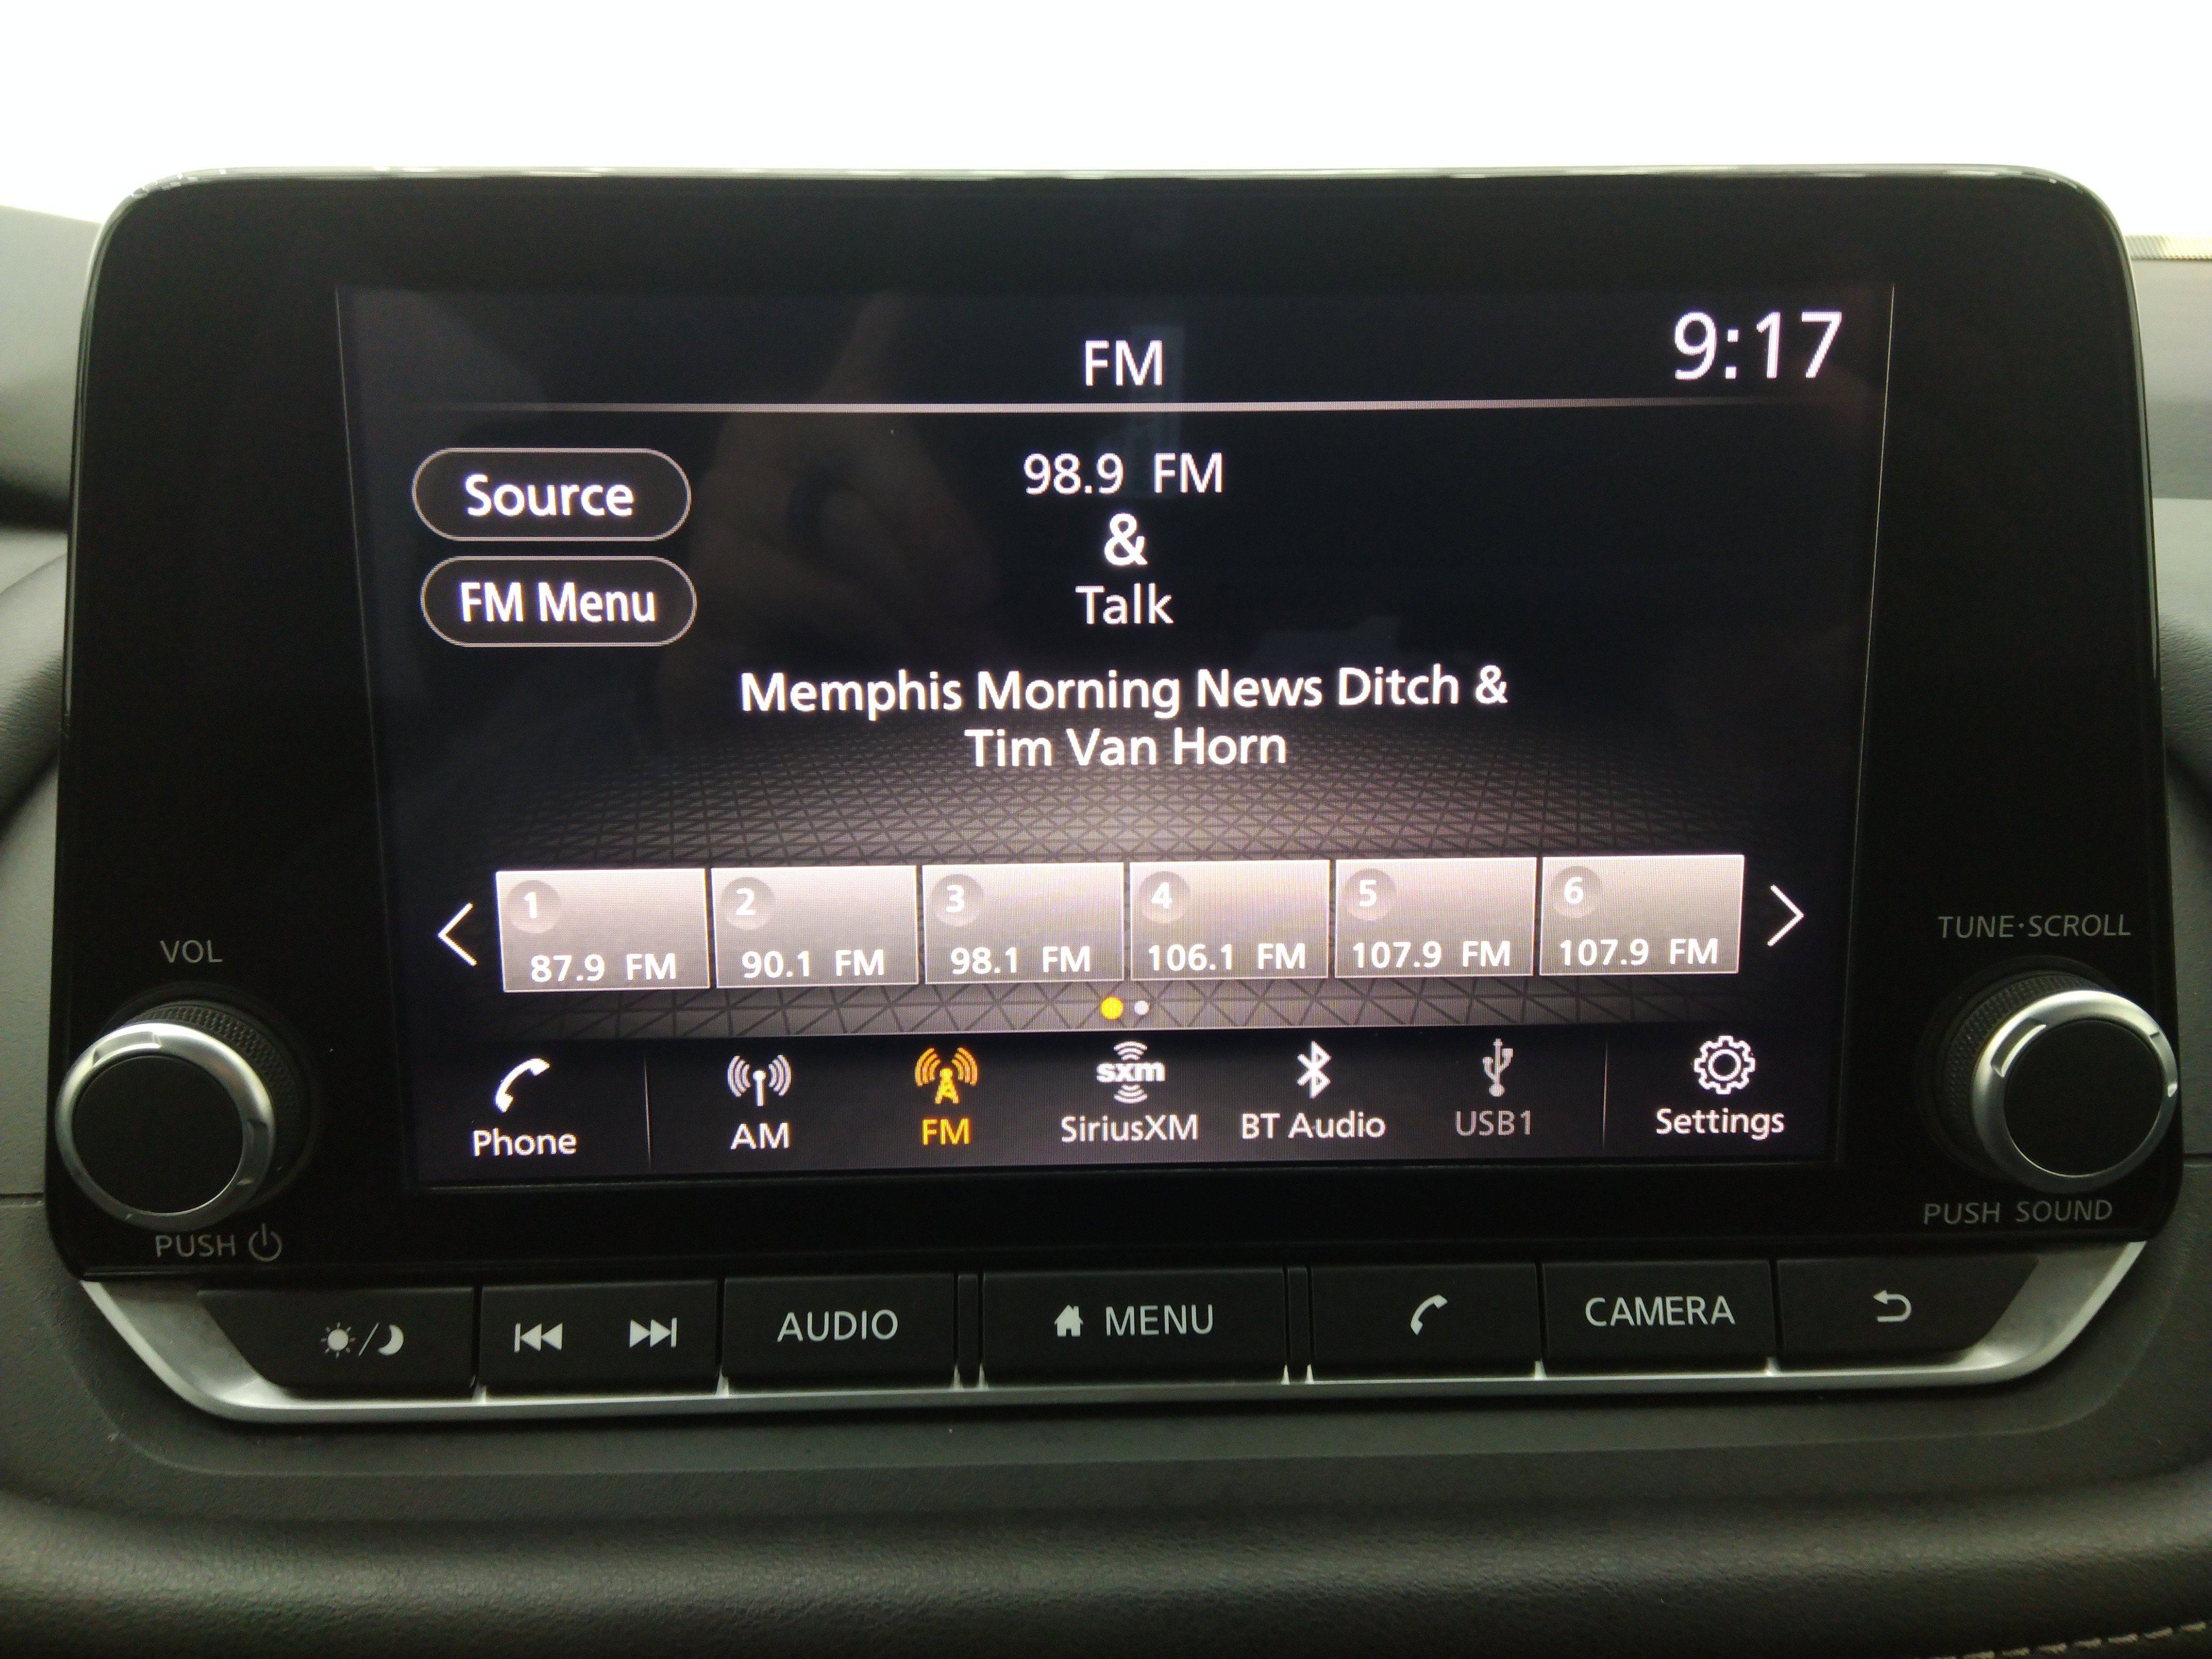 FM
9:17
Source
98.9 FM
&
FM Menu
Talk
Memphis Morning News Ditch &
Tim Van Horn
1
2
3
4
5
6
87.9 FM
90.1 FM
98.1 FM
106.1 FM
107.9 FM
107.9 FM
VOL
TUNE·SCROLL
Phone
AM
FM
sxm
SiriusXM
BT Audio
USB1
Settings
PUSH
PUSH SOUND
AUDIO
MENU
CAMERA